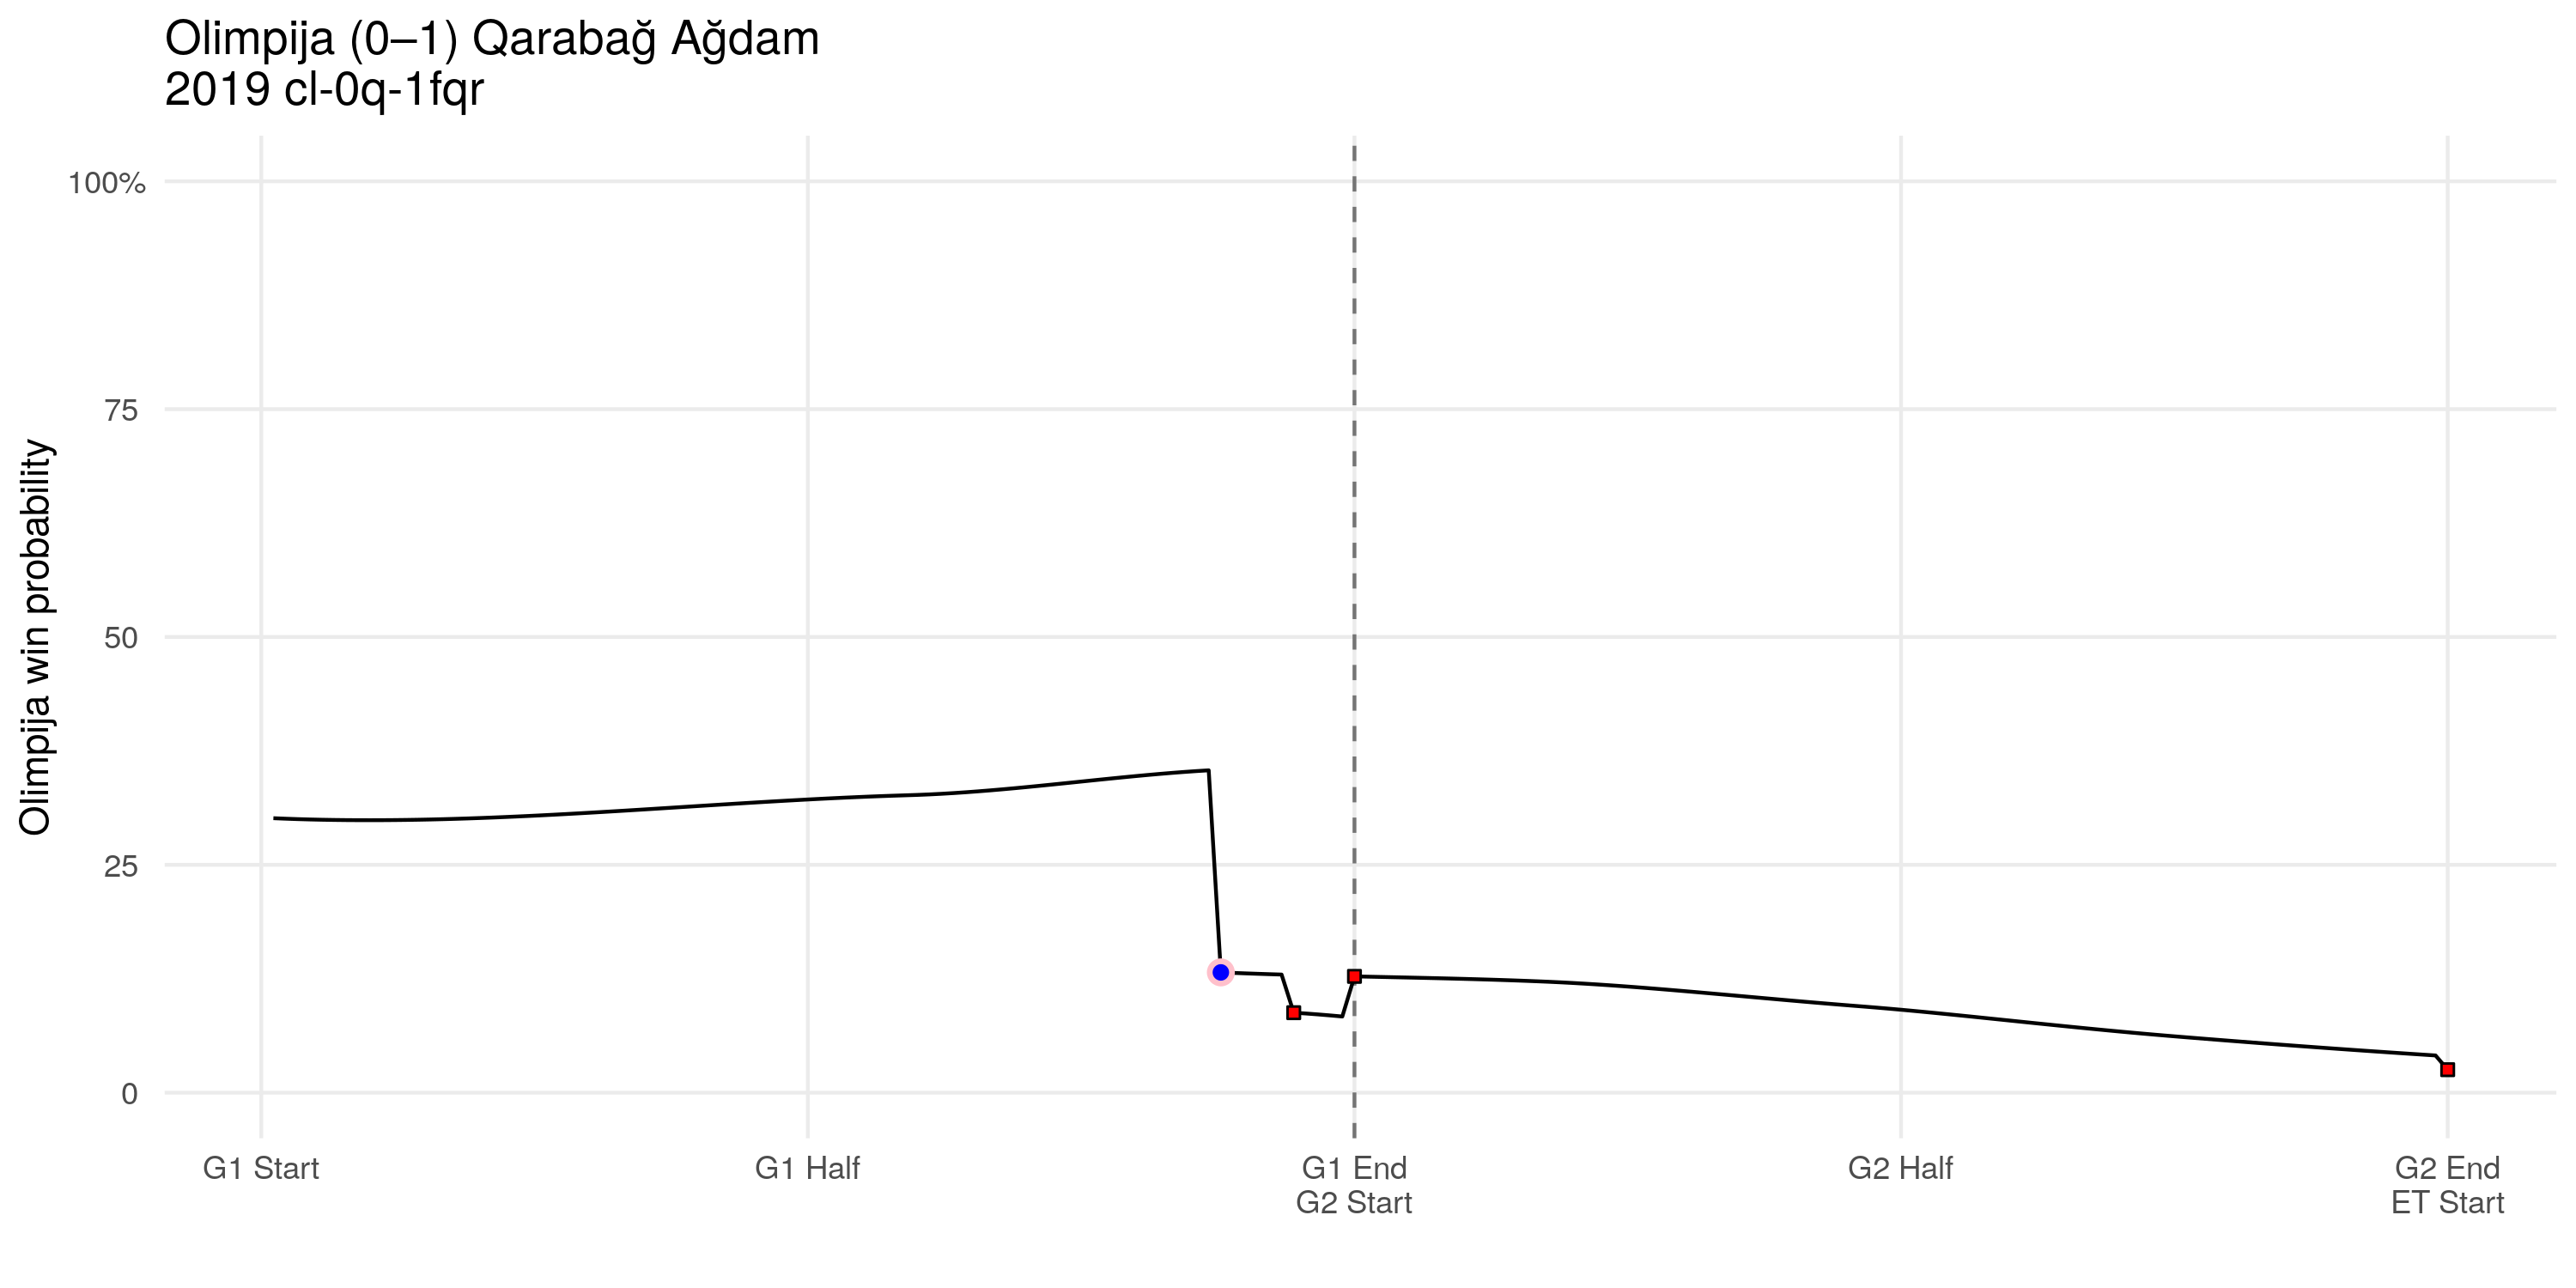 Olimpija (0–1) Qarabağ Ağdam
2019 cl-0q-1fqr
Olimpija win probability
100%
75
50
25
0
G1 Start
G1 Half
G1 End
G2 Start
G2 Half
G2 End
ET Start